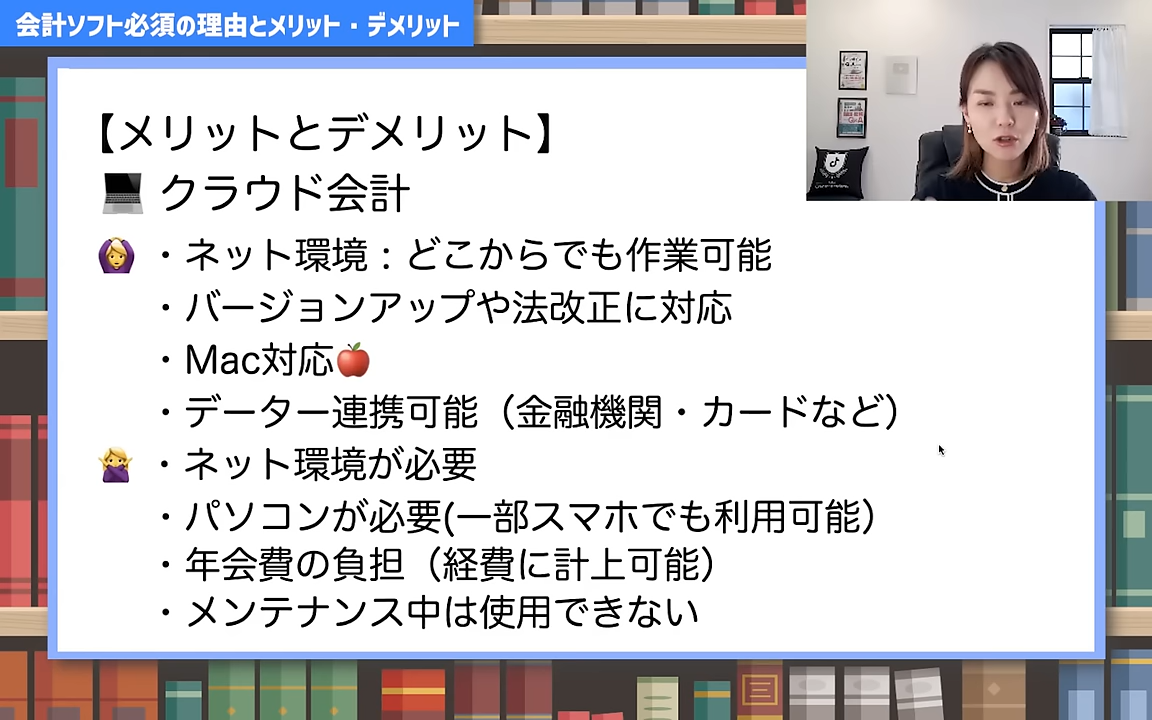 会計ソフト必須の理由とメリット・デメリット
【メリットとデメリット】
クラウド会計
・ネット環境：どこからでも作業可能
・バージョンアップや法改正に対応
・Mac対応
・データー連携可能（金融機関・カードなど）
・ネット環境が必要
・パソコンが必要(一部スマホでも利用可能）
・年会費の負担（経費に計上可能）
・メンテナンス中は使用できない